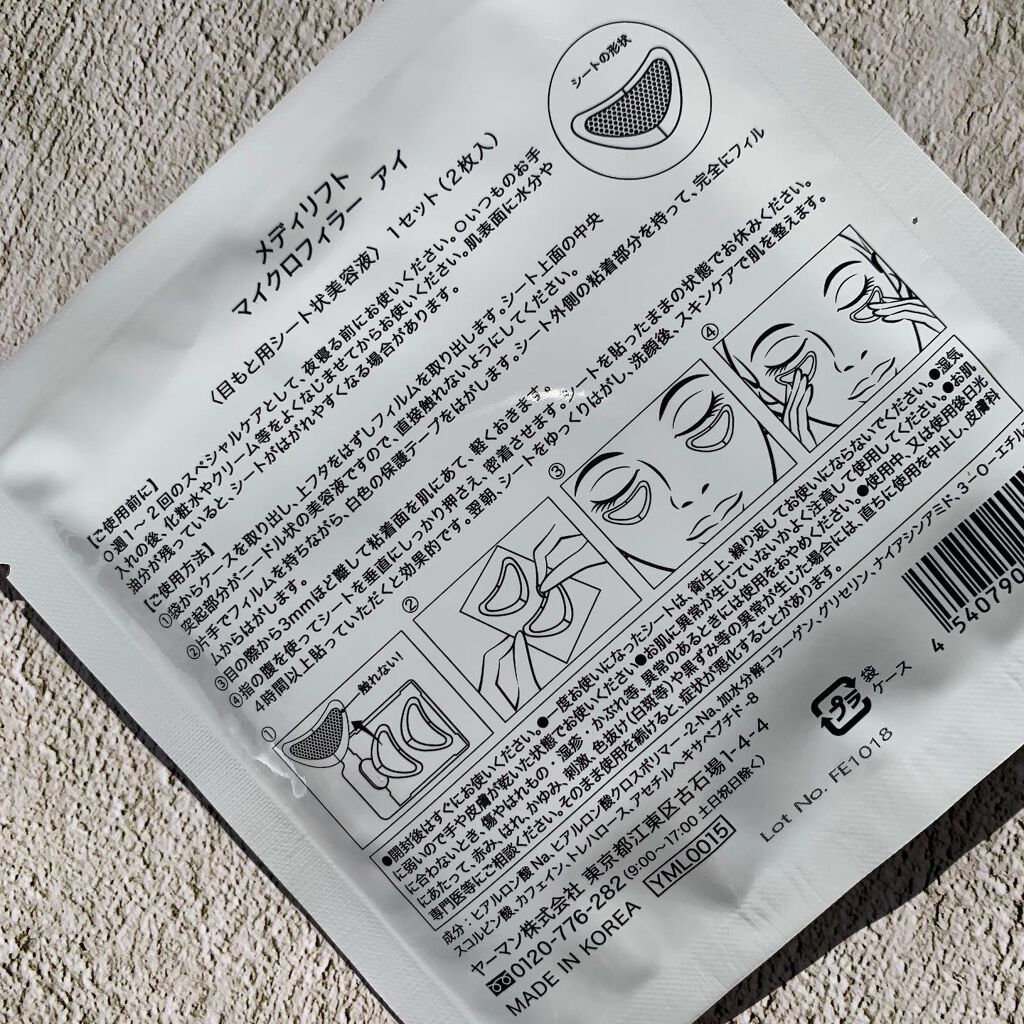 シートの形状
メディリフト
マイクロフィラー アイ
〈目もと用シート状美容液〉 1セット(2枚入)
【ご使用前に】
○週1～2回のスペシャルケアとして、夜寝る前にお使いください。○いつものお手
入れの後、化粧水やクリーム等をよくなじませてからお使いください。肌表面に水分や
油分が残っていると、シートがはがれやすくなる場合があります。
【ご使用方法】
①袋からケースを取り出し、上フタをはずしフィルムを取り出します。シート上面の中央
突起部分がニードル状の美容液ですので、直接触れないようにしてください。
②片手でフィルムを持ちながら、白色の保護テープをはがします。シート外側の粘着部分を持って、完全にフィル
ムからはがします。
③目の際から3mmほど離して粘着面を肌にあて、軽くおきます。
④指の腹を使ってシートを垂直にしっかり押さえ、密着させます。シートを貼ったままの状態でお休みください。
4時間以上貼っていただくと効果的です。翌朝、シートをゆっくりはがし、洗顔後、スキンケアで肌を整えます。
①
触れない!
②
③
④
●開封後はすぐにお使いください。●一度お使いになったシートは、衛生上、繰り返してお使いにならないでください。●湿気
に弱いので手や皮膚が乾いた状態でお使いください。●お肌に異常が生じていないかよく注意して使用してください。●お肌
に合わないとき、傷やはれもの・湿疹・かぶれ等、異常のあるときには使用をおやめください。●使用中、又は使用後日光
にあたって、赤み、はれ、かゆみ、刺激、色抜け(白斑等)や黒ずみ等の異常が生じた場合には、直ちに使用を中止し、皮膚科
専門医等にご相談ください。そのまま使用を続けると、症状が悪化することがあります。
成分:ヒアルロン酸Na、ヒアルロン酸クロスポリマー-2-Na、加水分解コラーゲン、グリセリン、ナイアシンアミド、3-O-エチル
スコルビン酸、カフェイン、トレハロース、アセチルヘキサペプチド-8
ヤーマン株式会社 東京都江東区古石場1-4-4
0120-776-282 (9:00～17:00 土日祝日除く)
MADE IN KOREA YML0015
プラ 袋
ケース
Lot No. FE1018
4 540790